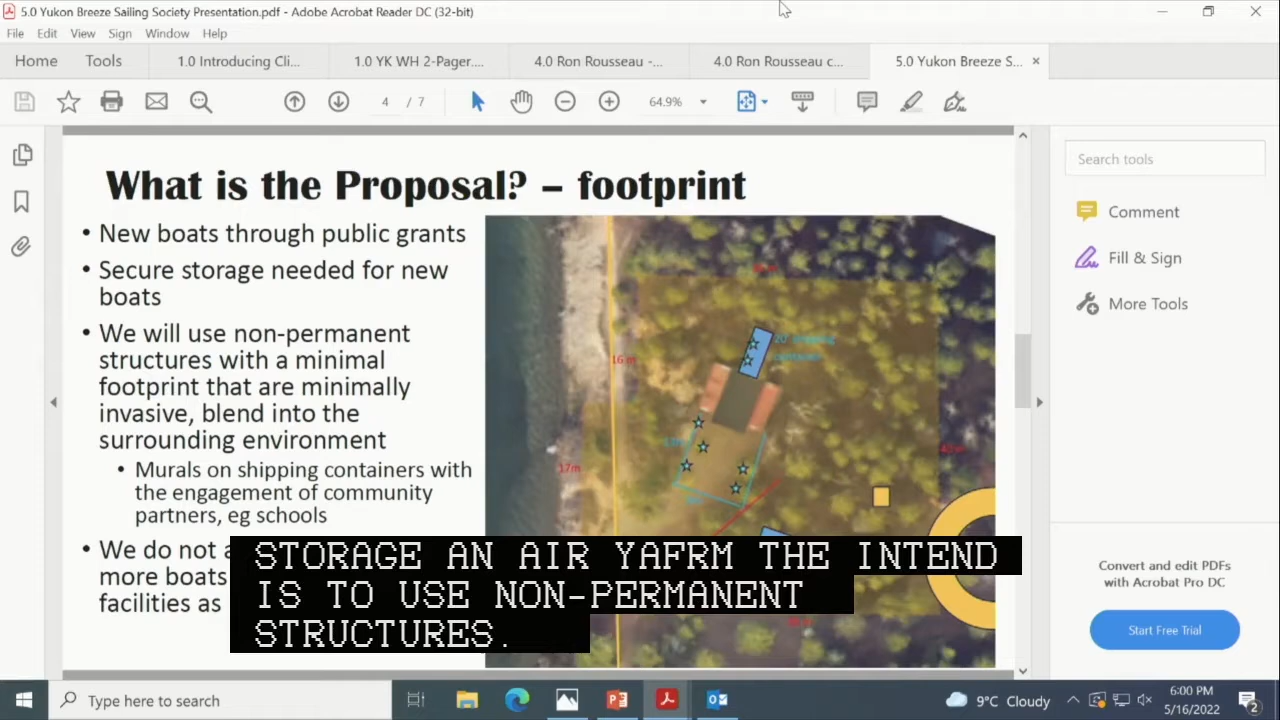 5.0 Yukon Breeze Sailing Society Presentation.pdf - Adobe Acrobat Reader DC (32-bit)
File Edit View Sign Window Help
Home Tools 1.0 Introducing Cli... 1.0 YK WH 2-Pager.... 4.0 Ron Rousseau -... 4.0 Ron Rousseau c... 5.0 Yukon Breeze S... ×
4 / 7 64.9%
Search tools
Comment
Fill & Sign
More Tools
What is the Proposal? – footprint
• New boats through public grants
• Secure storage needed for new
boats
• We will use non-permanent
structures with a minimal
footprint that are minimally
invasive, blend into the
surrounding environment
• Murals on shipping containers with
the engagement of community
partners, eg schools
• We do not
more boats
facilities as
20' shipping
container
16 m
17m
STORAGE AN AIR YAFRM THE INTEND
IS TO USE NON-PERMANENT
STRUCTURES.
Convert and edit PDFs
with Acrobat Pro DC
Start Free Trial
Type here to search
9°C Cloudy
6:00 PM
5/16/2022
2